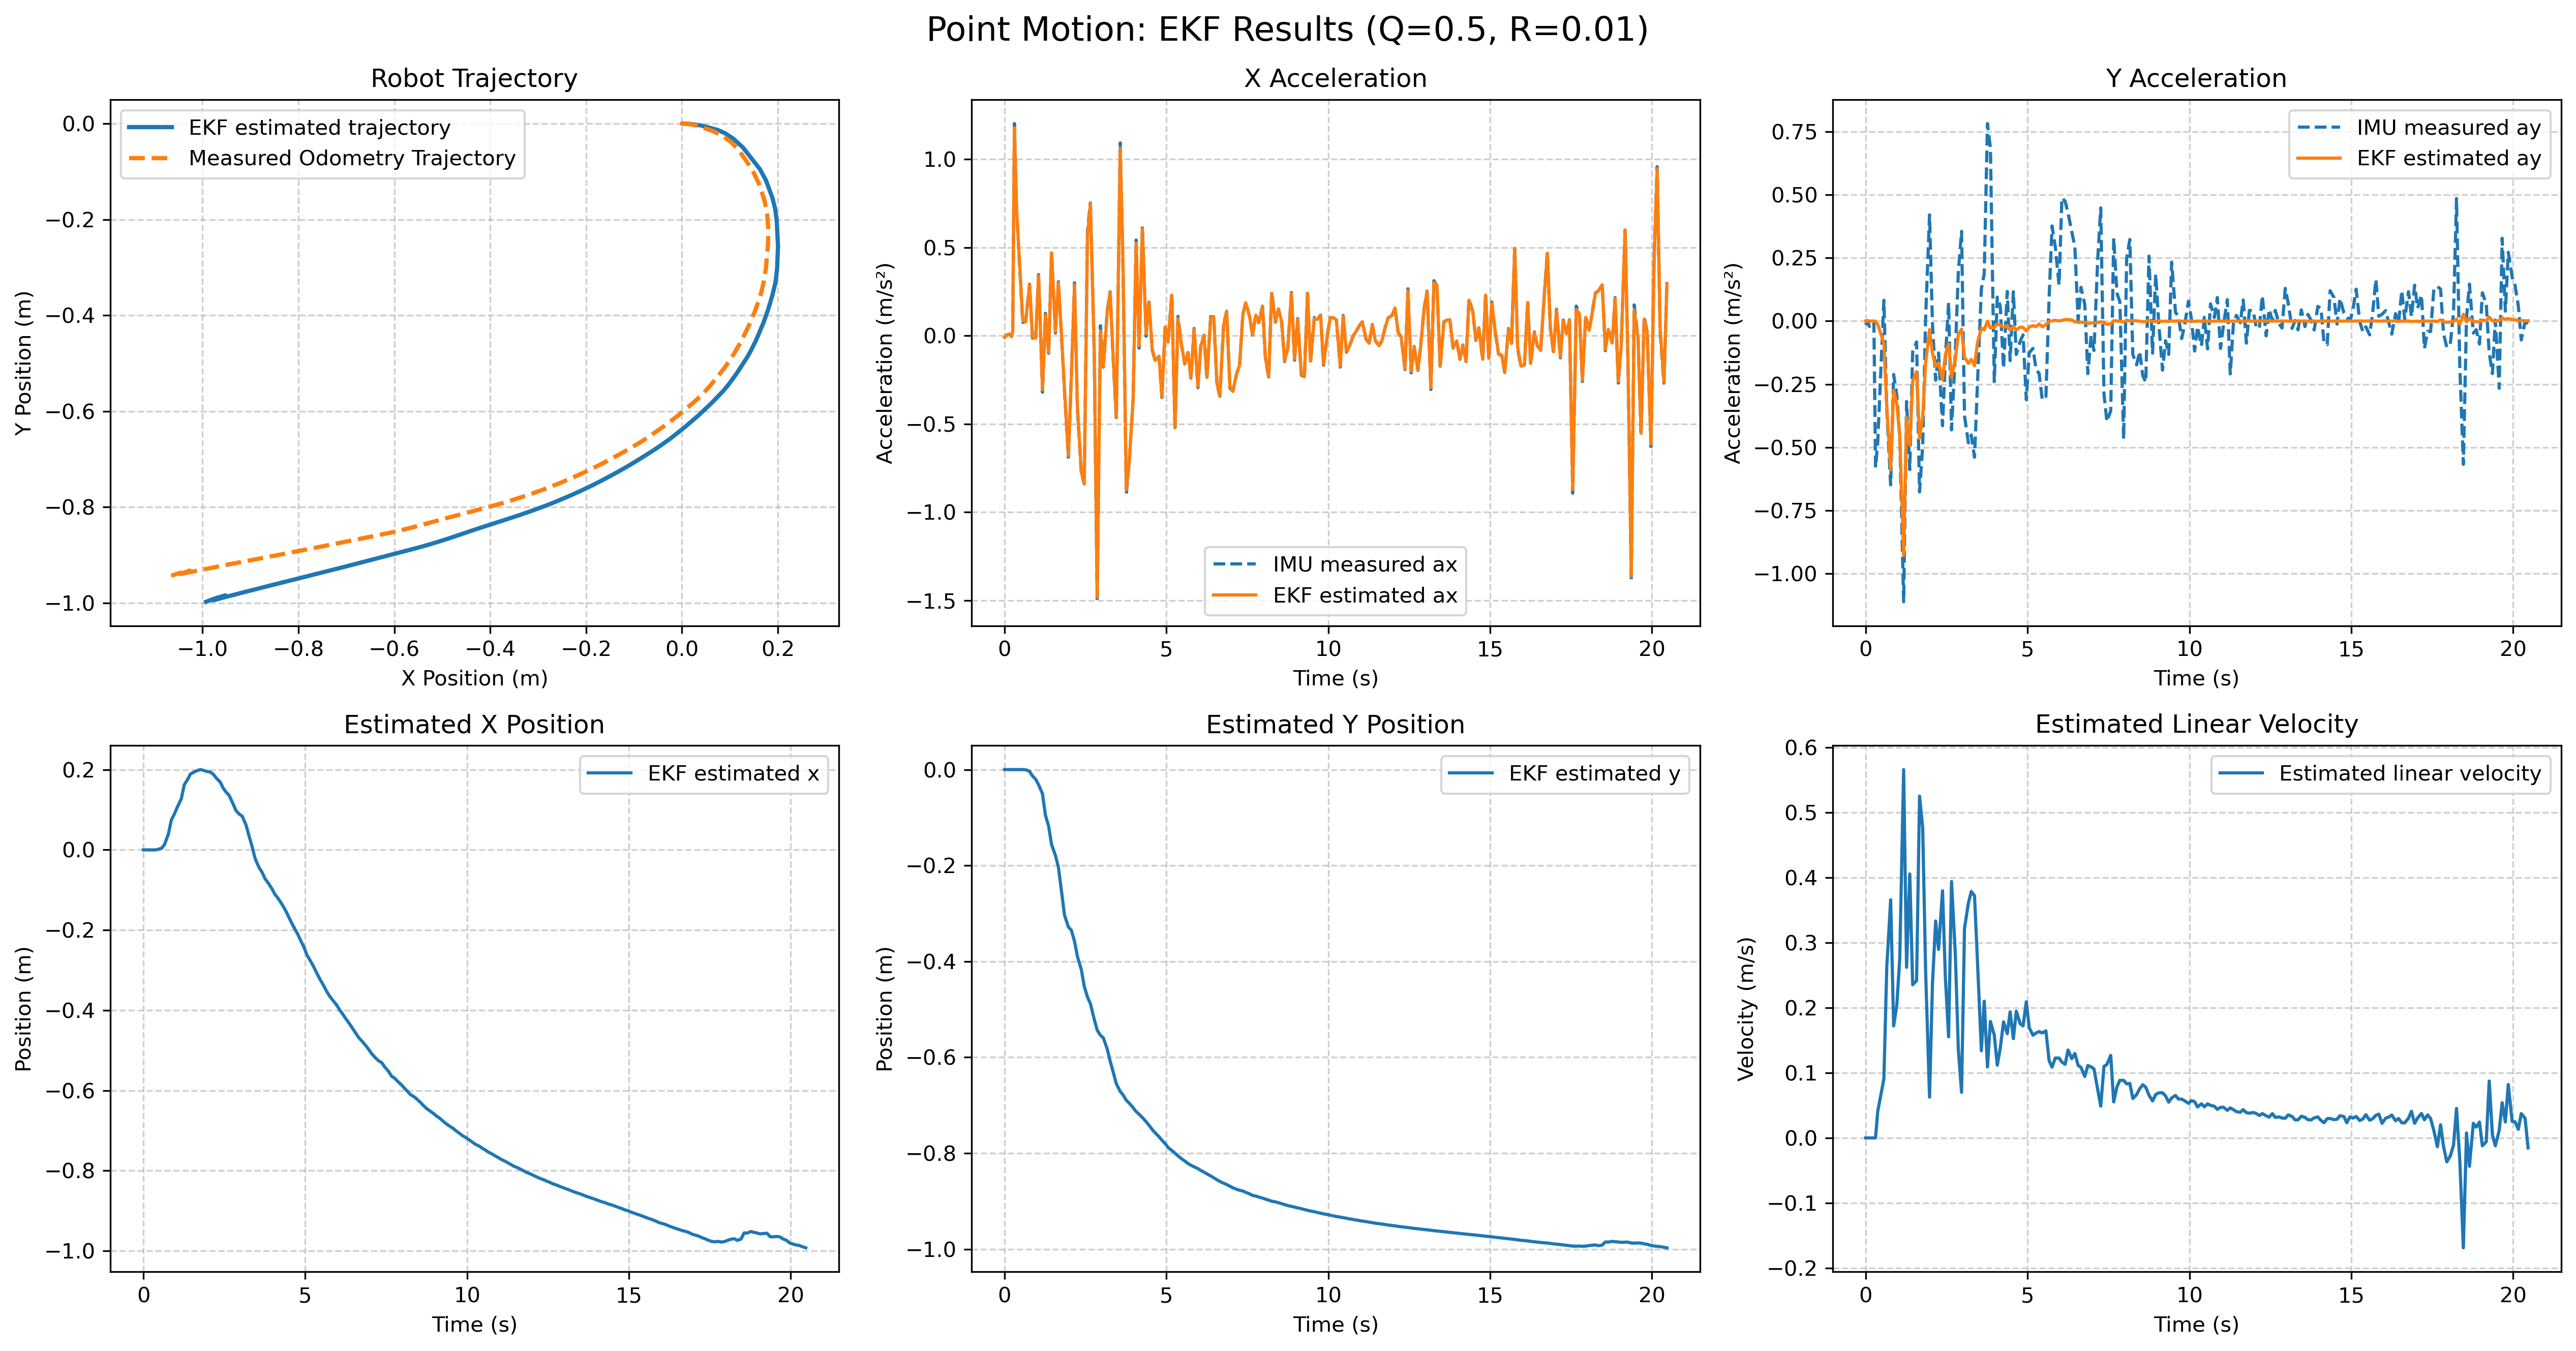 Point Motion: EKF Results (Q=0.5, R=0.01)
Robot Trajectory
EKF estimated trajectory
Measured Odometry Trajectory
0.0
−0.2
−0.4
−0.6
−0.8
−1.0
Y Position (m)
−1.0 −0.8 −0.6 −0.4 −0.2 0.0 0.2
X Position (m)
X Acceleration
1.0
0.5
0.0
−0.5
−1.0
−1.5
Acceleration (m/s²)
IMU measured ax
EKF estimated ax
0 5 10 15 20
Time (s)
Y Acceleration
IMU measured ay
EKF estimated ay
0.75
0.50
0.25
0.00
−0.25
−0.50
−0.75
−1.00
Acceleration (m/s²)
0 5 10 15 20
Time (s)
Estimated X Position
EKF estimated x
0.2
0.0
−0.2
−0.4
−0.6
−0.8
−1.0
Position (m)
0 5 10 15 20
Time (s)
Estimated Y Position
EKF estimated y
0.0
−0.2
−0.4
−0.6
−0.8
−1.0
Position (m)
0 5 10 15 20
Time (s)
Estimated Linear Velocity
Estimated linear velocity
0.6
0.5
0.4
0.3
0.2
0.1
0.0
−0.1
−0.2
Velocity (m/s)
0 5 10 15 20
Time (s)